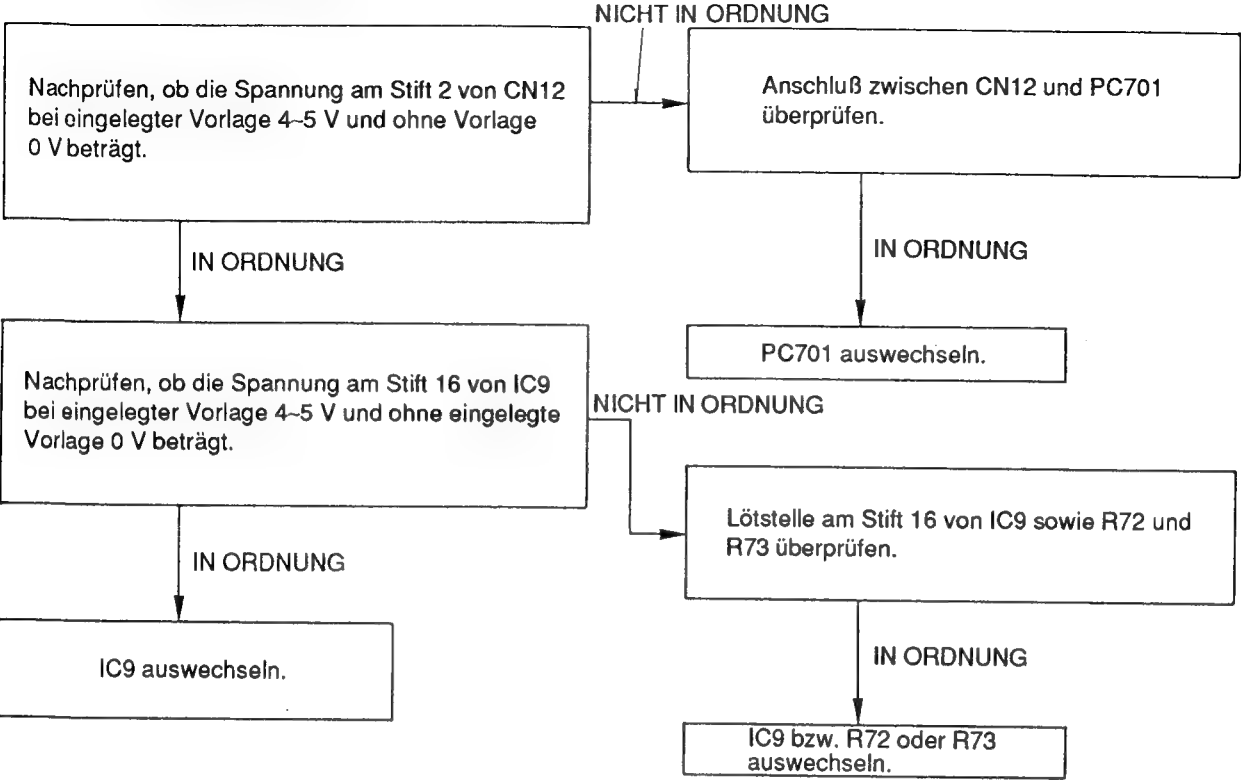 NICHT IN ORDNUNG
Nachprüfen, ob die Spannung am Stift 2 von CN12
bei eingelegter Vorlage 4~5 V und ohne Vorlage
0 V beträgt.
Anschluß zwischen CN12 und PC701
überprüfen.
IN ORDNUNG
IN ORDNUNG
PC701 auswechseln.
Nachprüfen, ob die Spannung am Stift 16 von IC9
bei eingelegter Vorlage 4~5 V und ohne eingelegte
Vorlage 0 V beträgt.
NICHT IN ORDNUNG
Lötstelle am Stift 16 von IC9 sowie R72 und
R73 überprüfen.
IN ORDNUNG
IC9 auswechseln.
IN ORDNUNG
IC9 bzw. R72 oder R73
auswechseln.